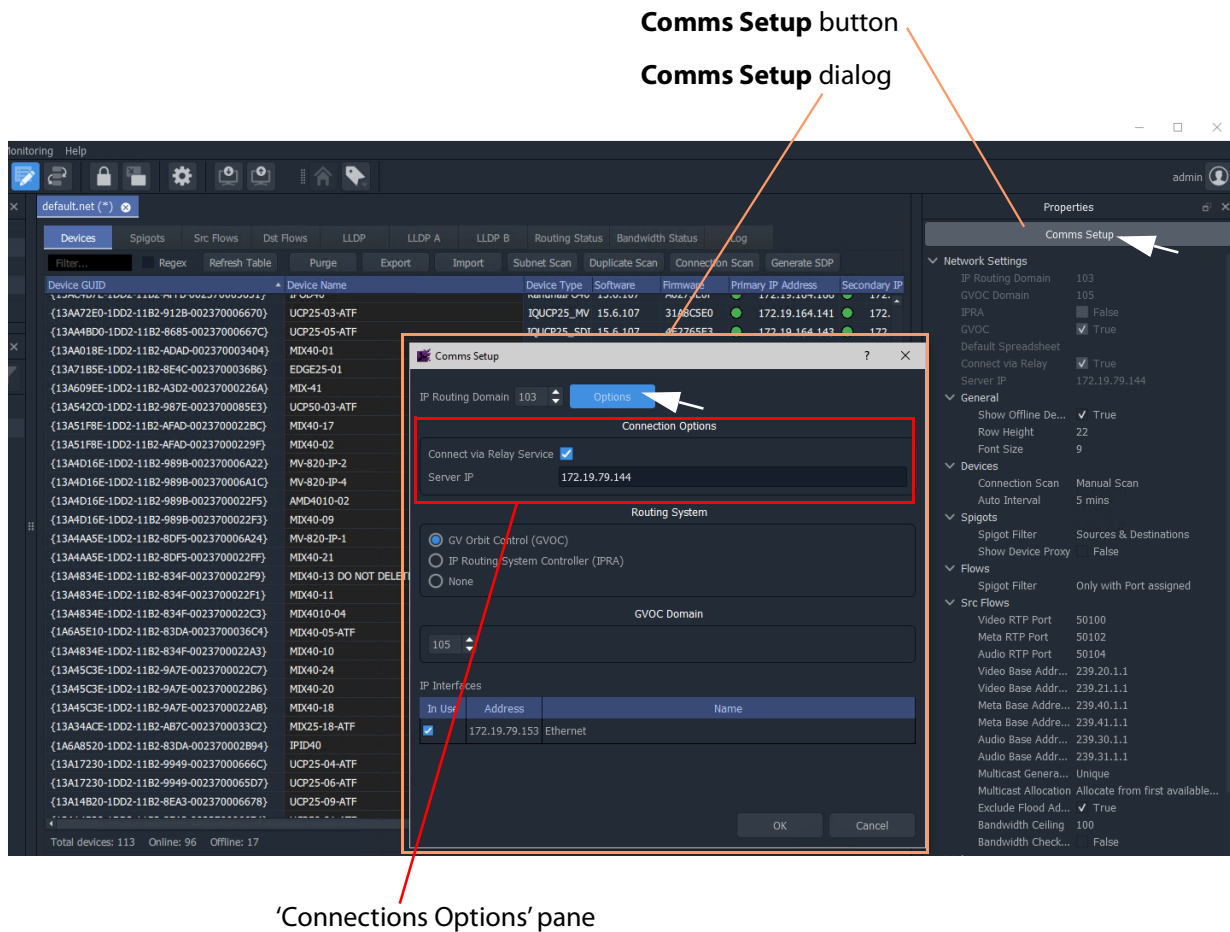 Comms Setup button
Comms Setup dialog
Monitoring Help
admin
default.net (*)
Properties
Devices Spigots Src Flows Dst Flows LLDP LLDP A LLDP B Routing Status Bandwidth Status Log
Comms Setup
Filter... Regex Refresh Table Purge Export Import Subnet Scan Duplicate Scan Connection Scan Generate SDP
Device GUID Device Name Device Type Software Firmware Primary IP Address Secondary IP
{13AA72E0-1DD2-11B2-912B-002370006670} UCP25-03-ATF IQUCP25_MV 15.6.107 31A8C5E0 172.19.164.141 172.
{13AA4BD0-1DD2-11B2-8685-00237000667C} UCP25-05-ATF IQUCP25_SDI 15.6.107 4E2765E3 172.19.164.143 172
{13AA018E-1DD2-11B2-ADAD-002370003404} MIX40-01
{13A71B5E-1DD2-11B2-8E4C-0023700036B6} EDGE25-01
{13A609EE-1DD2-11B2-A3D2-00237000226A} MIX-41
{13A542C0-1DD2-11B2-987E-0023700085E3} UCP50-03-ATF
{13A51F8E-1DD2-11B2-AFAD-0023700022BC} MIX40-17
{13A51F8E-1DD2-11B2-AFAD-00237000229F} MIX40-02
{13A4D16E-1DD2-11B2-989B-002370006A22} MV-820-IP-2
{13A4D16E-1DD2-11B2-989B-002370006A1C} MV-820-IP-4
{13A4D16E-1DD2-11B2-989B-0023700022F5} AMD4010-02
{13A4D16E-1DD2-11B2-989B-0023700022F3} MIX40-09
{13A4AA5E-1DD2-11B2-8DF5-002370006A24} MV-820-IP-1
{13A4AA5E-1DD2-11B2-8DF5-0023700022FF} MIX40-21
{13A4834E-1DD2-11B2-834F-0023700022F9} MIX40-13 DO NOT DELET
{13A4834E-1DD2-11B2-834F-0023700022F1} MIX40-11
{13A4834E-1DD2-11B2-834F-0023700022C3} MIX4010-04
{1A6A5E10-1DD2-11B2-83DA-0023700036C4} MIX40-05-ATF
{13A4834E-1DD2-11B2-834F-0023700022A3} MIX40-10
{13A45C3E-1DD2-11B2-9A7E-0023700022C7} MIX40-24
{13A45C3E-1DD2-11B2-9A7E-0023700022B6} MIX40-20
{13A45C3E-1DD2-11B2-9A7E-0023700022AB} MIX40-18
{13A34ACE-1DD2-11B2-AB7C-0023700033C2} MIX25-18-ATF
{1A6A8520-1DD2-11B2-83DA-002370002B94} IPID40
{13A17230-1DD2-11B2-9949-00237000666C} UCP25-04-ATF
{13A17230-1DD2-11B2-9949-0023700065D7} UCP25-06-ATF
{13A14B20-1DD2-11B2-8EA3-002370006678} UCP25-09-ATF
Total devices: 113 Online: 96 Offline: 17
Comms Setup ? ×
IP Routing Domain 103 Options
Connection Options
Connect via Relay Service
Server IP 172.19.79.144
Routing System
GV Orbit Control (GVOC)
IP Routing System Controller (IPRA)
None
GVOC Domain
105
IP Interfaces
In Use Address Name
172.19.79.153 Ethernet
OK Cancel
Network Settings
IP Routing Domain 103
GVOC Domain 105
IPRA False
GVOC True
Default Spreadsheet
Connect via Relay True
Server IP 172.19.79.144
General
Show Offline De... True
Row Height 22
Font Size 9
Devices
Connection Scan Manual Scan
Auto Interval 5 mins
Spigots
Spigot Filter Sources & Destinations
Show Device Proxy False
Flows
Spigot Filter Only with Port assigned
Src Flows
Video RTP Port 50100
Meta RTP Port 50102
Audio RTP Port 50104
Video Base Addr... 239.20.1.1
Video Base Addr... 239.21.1.1
Meta Base Addre... 239.40.1.1
Meta Base Addre... 239.41.1.1
Audio Base Addr... 239.30.1.1
Audio Base Addr... 239.31.1.1
Multicast Genera... Unique
Multicast Allocation Allocate from first available...
Exclude Flood Ad... True
Bandwidth Ceiling 100
Bandwidth Check... False
‘Connections Options’ pane